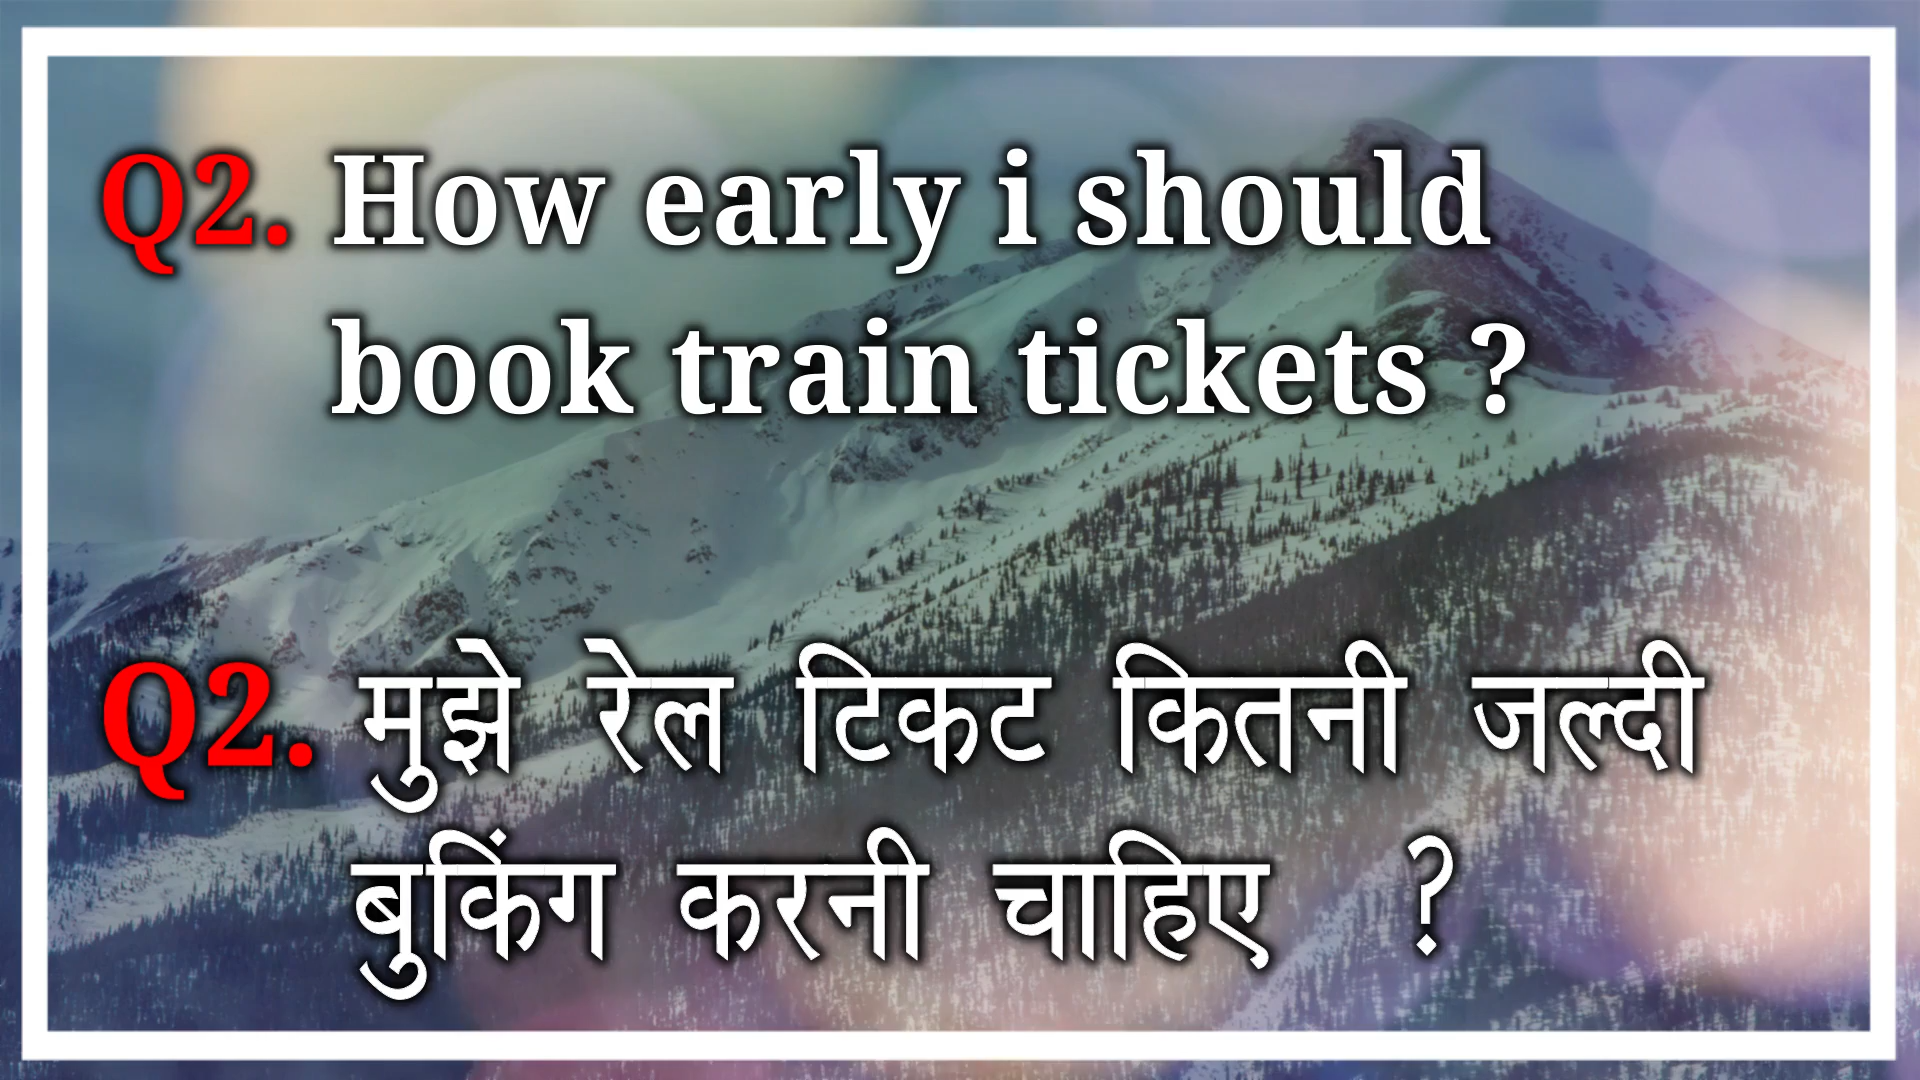 Q2. How early i should
book train tickets ?
Q2. मुझे रेल टिकट कितनी जल्दी
बुकिंग करनी चाहिए ?